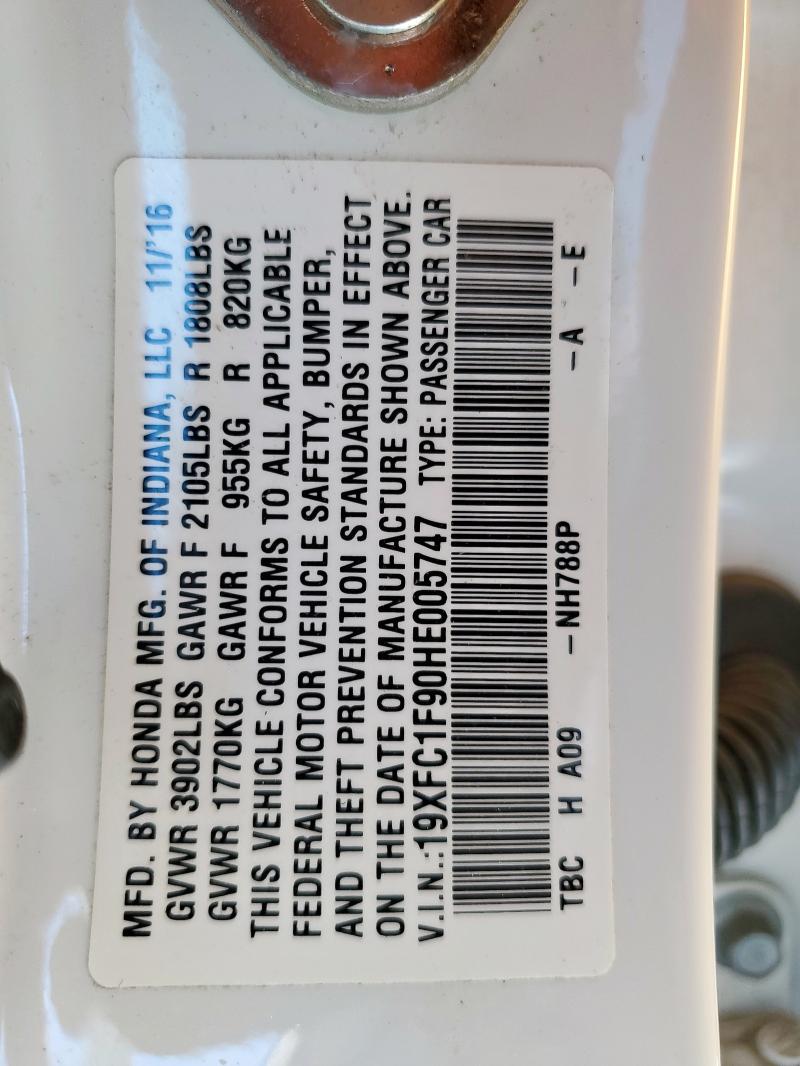 MFD. BY HONDA MFG. OF INDIANA, LLC 11/'16
GVWR 3902LBS GAWR F 2105LBS R 1808LBS
GVWR 1770KG GAWR F 955KG R 820KG
THIS VEHICLE CONFORMS TO ALL APPLICABLE
FEDERAL MOTOR VEHICLE SAFETY, BUMPER,
AND THEFT PREVENTION STANDARDS IN EFFECT
ON THE DATE OF MANUFACTURE SHOWN ABOVE.
V.I.N.:19XFC1F90HE005747 TYPE: PASSENGER CAR
TBC H A09 -NH788P -A -E